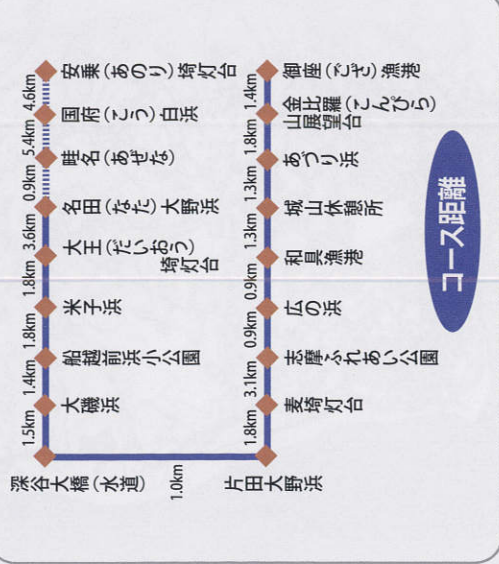 コース距離
安乗(あのり)埼灯台
4.6km
国府(こう)白浜
5.4km
畦名(あぜな)
0.9km
名田(なた)大野浜
3.6km
大王(だいおう)
埼灯台
1.8km
米子浜
1.8km
船越前浜小公園
1.4km
大磯浜
1.5km
深谷大橋(水道)
1.0km
片田大野浜
1.8km
麦埼灯台
3.1km
志摩ふれあい公園
0.9km
広の浜
0.9km
和具漁港
1.3km
城山休憩所
1.3km
あづり浜
1.8km
金比羅(こんぴら)
山展望台
1.4km
御座(ござ)漁港